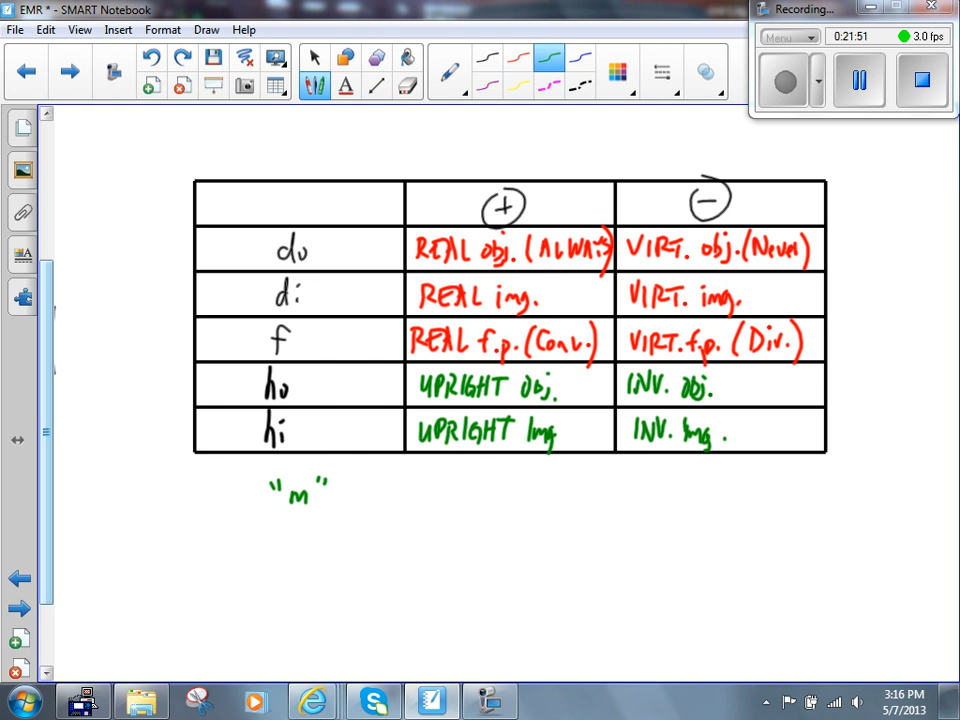 EMR * - SMART Notebook
Recording...
File Edit View Insert Format Draw Help
Menu 0:21:51 3.0 fps
+ −
do REAL obj. (ALWAYS) VIRT. obj. (Never)
di REAL img. VIRT. img.
f REAL f.p. (Conv.) VIRT. f.p. (Div.)
ho UPRIGHT Obj. INV. obj.
hi UPRIGHT Img INV. Img.
"m"
3:16 PM
5/7/2013